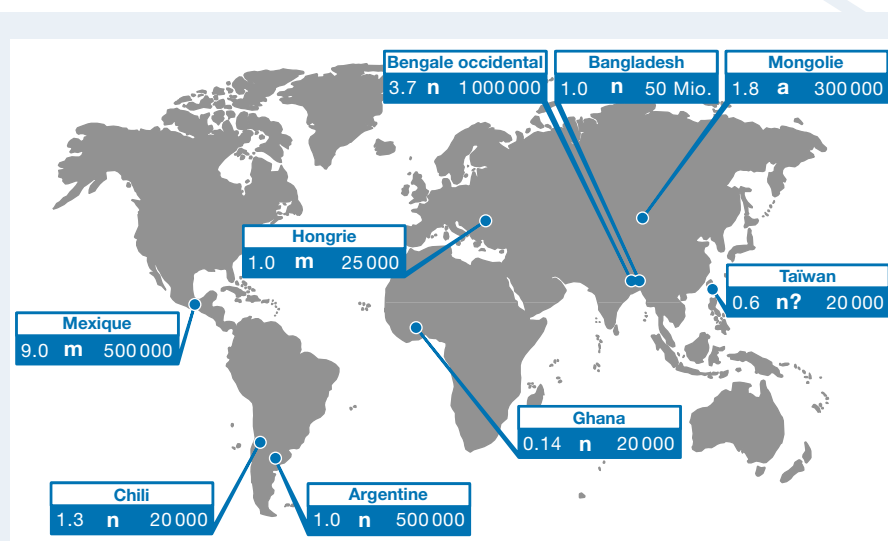 Bengale occidental
3.7 n 1 000 000
Bangladesh
1.0 n 50 Mio.
Mongolie
1.8 a 300 000
Hongrie
1.0 m 25 000
Taïwan
0.6 n? 20 000
Mexique
9.0 m 500 000
Ghana
0.14 n 20 000
Chili
1.3 n 20 000
Argentine
1.0 n 500 000